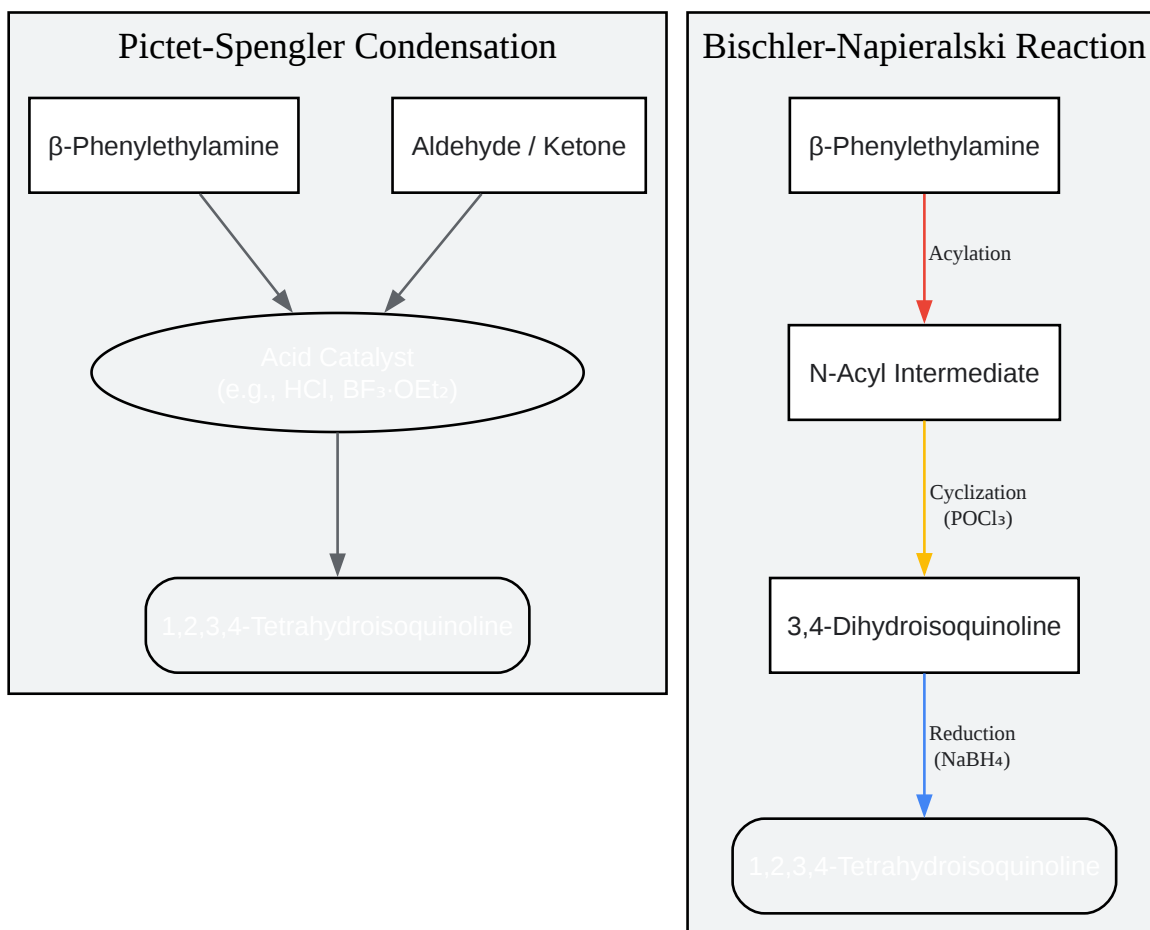 Pictet-Spengler Condensation
β-Phenylethylamine
Aldehyde / Ketone
Acid Catalyst
(e.g., HCl, BF₃·OEt₂)
1,2,3,4-Tetrahydroisoquinoline
Bischler-Napieralski Reaction
β-Phenylethylamine
Acylation
N-Acyl Intermediate
Cyclization
(POCl₃)
3,4-Dihydroisoquinoline
Reduction
(NaBH₄)
1,2,3,4-Tetrahydroisoquinoline